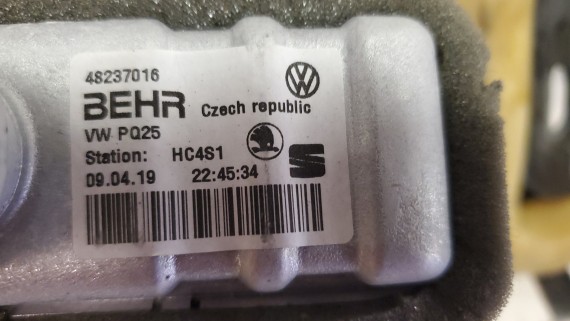 48237016
BEHR Czech republic
VW PQ25
Station: HC4S1
09.04.19 22:45:34